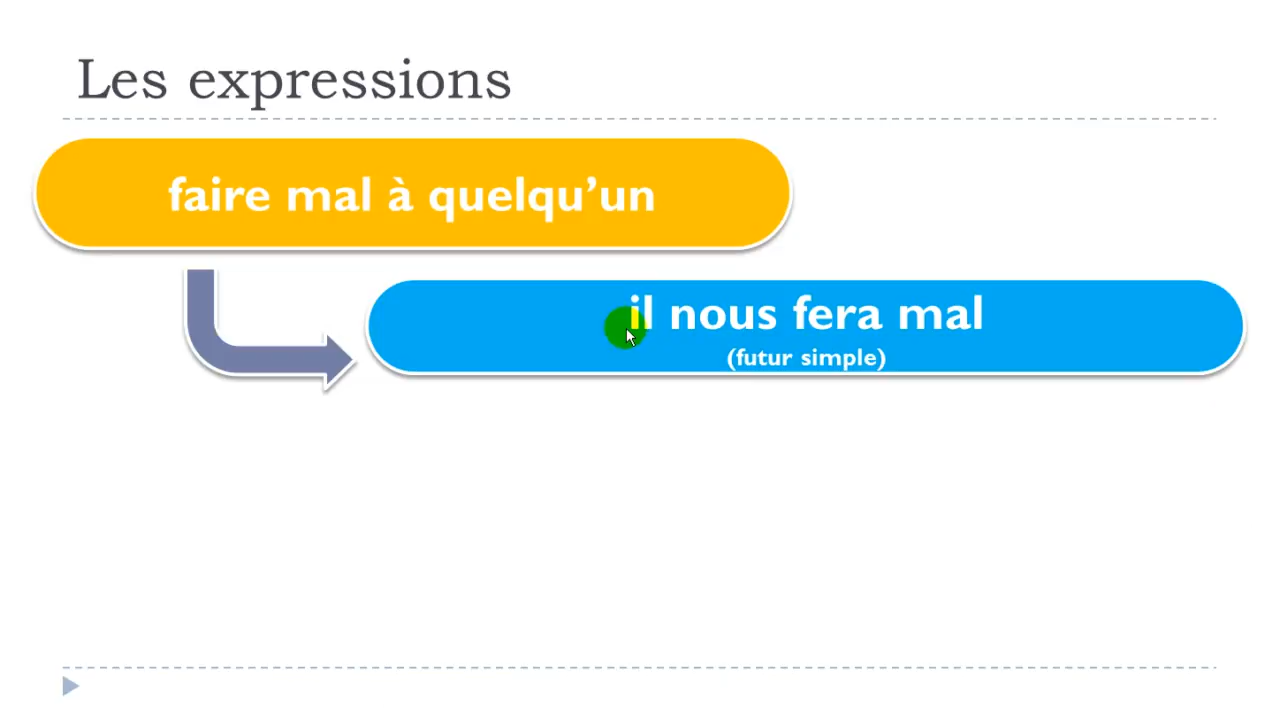 Les expressions
faire mal à quelqu’un
il nous fera mal
(futur simple)